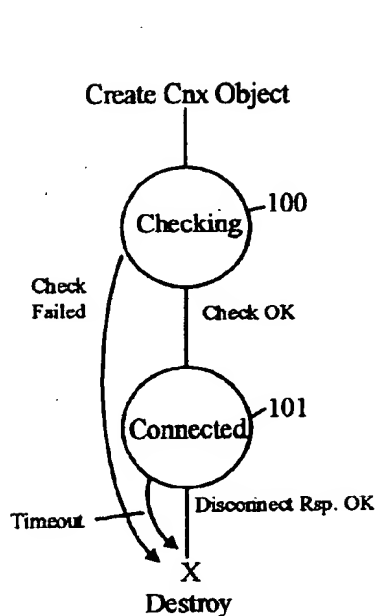 Create Cnx Object
100
Checking
Check
Failed
Check OK
101
Connected
Disconnect Rsp. OK
Timeout
X
Destroy